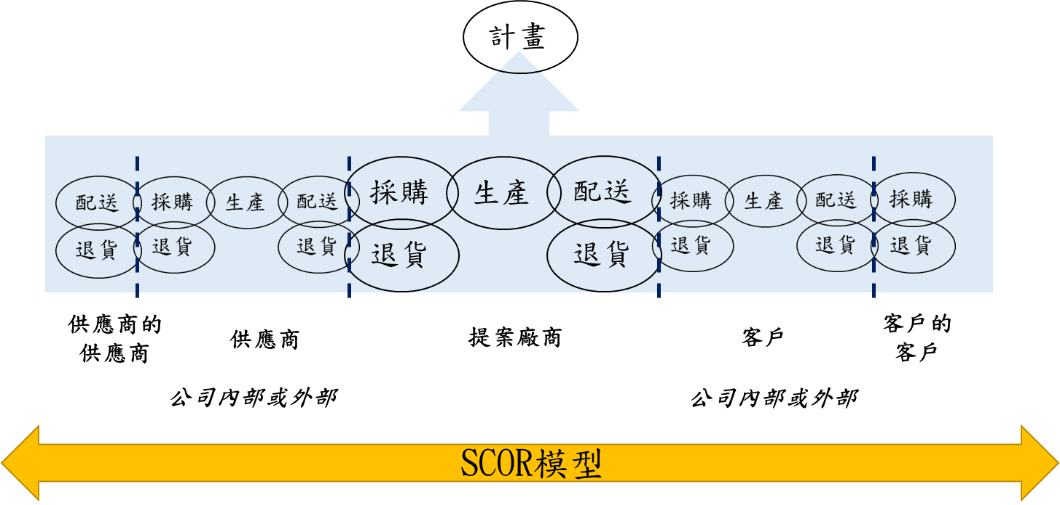 計畫
配送
採購
生產
配送
採購
生產
配送
採購
生產
配送
採購
退貨
退貨
退貨
退貨
退貨
退貨
退貨
退貨
供應商的
供應商
供應商
提案廠商
客戶
客戶的
客戶
公司內部或外部
公司內部或外部
SCOR模型